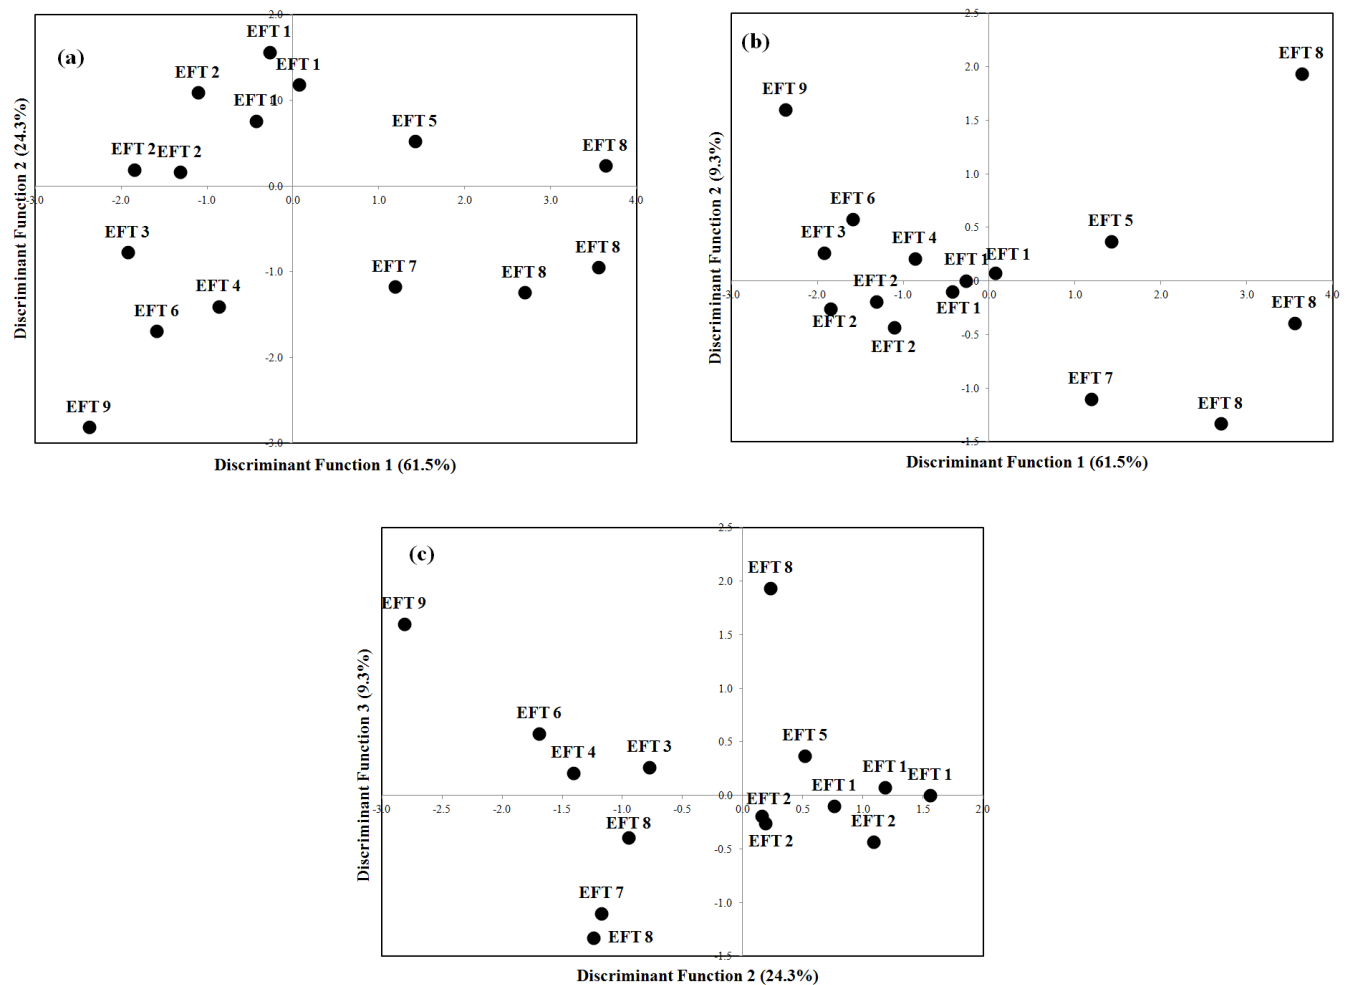 (a)
2.0
EFT 1
EFT 1
EFT 2
1.0
EFT 1
EFT 5
EFT 8
EFT 2
EFT 2
0.0
-3.0
-2.0
-1.0
0.0
1.0
2.0
3.0
4.0
EFT 3
EFT 8
EFT 7
EFT 8
-1.0
EFT 4
EFT 6
-2.0
EFT 9
-3.0
Discriminant Function 2 (24.3%)
Discriminant Function 1 (61.5%)
(b)
2.5
EFT 8
2.0
EFT 9
1.5
1.0
EFT 6
EFT 5
0.5
EFT 3
EFT 4
EFT 1
EFT 1
0.0
EFT 2
-3.0
-2.0
-1.0
0.0
1.0
2.0
3.0
4.0
EFT 1
EFT 8
EFT 2
-0.5
EFT 2
EFT 7
-1.0
EFT 8
-1.5
Discriminant Function 2 (9.3%)
Discriminant Function 1 (61.5%)
(c)
2.5
EFT 8
2.0
EFT 9
1.5
1.0
EFT 6
EFT 5
0.5
EFT 4
EFT 3
EFT 1
EFT 1
EFT 1
0.0
EFT 2
-3.0
-2.5
-2.0
-1.5
-1.0
-0.5
0.0
0.5
1.0
1.5
2.0
EFT 8
EFT 2
EFT 2
-0.5
EFT 7
-1.0
EFT 8
-1.5
Discriminant Function 3 (9.3%)
Discriminant Function 2 (24.3%)